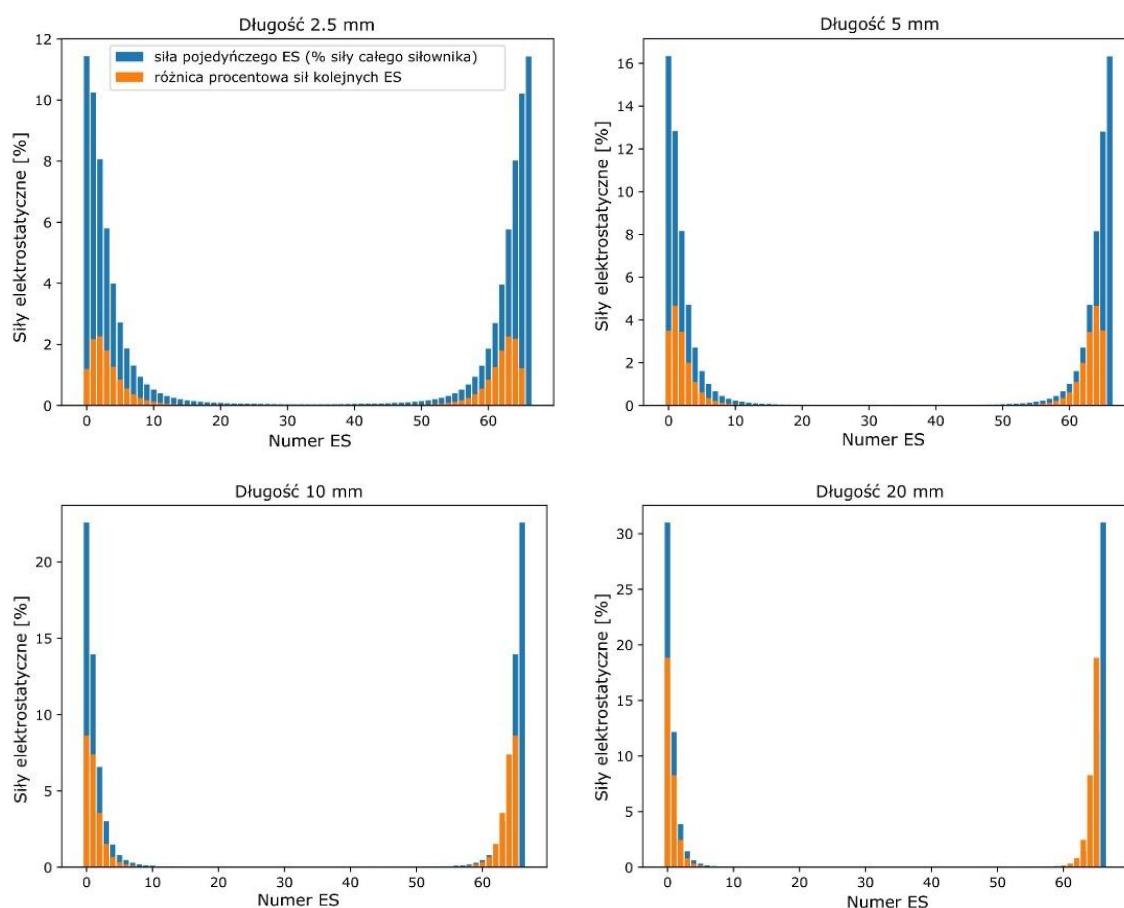 Długość 2.5 mm
siła pojedyńczego ES (% siły całego siłownika)
różnica procentowa sił kolejnych ES
Siły elektrostatyczne [%]
12
10
8
6
4
2
0
0 10 20 30 40 50 60
Numer ES
Długość 5 mm
Siły elektrostatyczne [%]
16
14
12
10
8
6
4
2
0
0 10 20 30 40 50 60
Numer ES
Długość 10 mm
Siły elektrostatyczne [%]
20
15
10
5
0
0 10 20 30 40 50 60
Numer ES
Długość 20 mm
Siły elektrostatyczne [%]
30
25
20
15
10
5
0
0 10 20 30 40 50 60
Numer ES